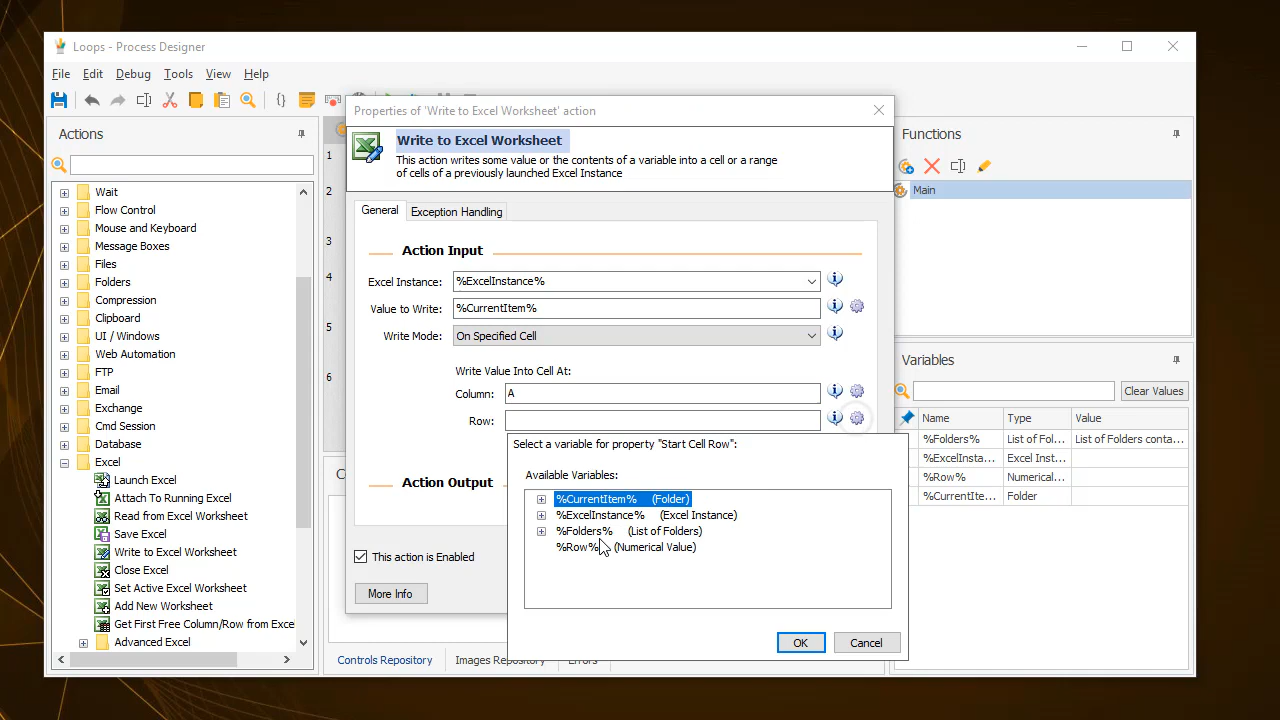 Loops - Process Designer
File Edit Debug Tools View Help
Actions
Wait
Flow Control
Mouse and Keyboard
Message Boxes
Files
Folders
Compression
Clipboard
UI / Windows
Web Automation
FTP
Email
Exchange
Cmd Session
Database
Excel
Launch Excel
Attach To Running Excel
Read from Excel Worksheet
Save Excel
Write to Excel Worksheet
Close Excel
Set Active Excel Worksheet
Add New Worksheet
Get First Free Column/Row from Exce
Advanced Excel
1
2
3
4
5
6
Properties of 'Write to Excel Worksheet' action
Write to Excel Worksheet
This action writes some value or the contents of a variable into a cell or a range
of cells of a previously launched Excel Instance
General Exception Handling
Action Input
Excel Instance: %ExcelInstance%
Value to Write: %CurrentItem%
Write Mode: On Specified Cell
Write Value Into Cell At:
Column: A
Row:
Action Output
This action is Enabled
More Info
Select a variable for property "Start Cell Row":
Available Variables:
%CurrentItem% (Folder)
%ExcelInstance% (Excel Instance)
%Folders% (List of Folders)
%Row% (Numerical Value)
OK Cancel
Controls Repository Images Repository Errors
Functions
Main
Variables
Clear Values
Name Type Value
%Folders% List of Fol... List of Folders conta...
%ExcelInsta... Excel Inst...
%Row% Numerical...
%CurrentIte... Folder